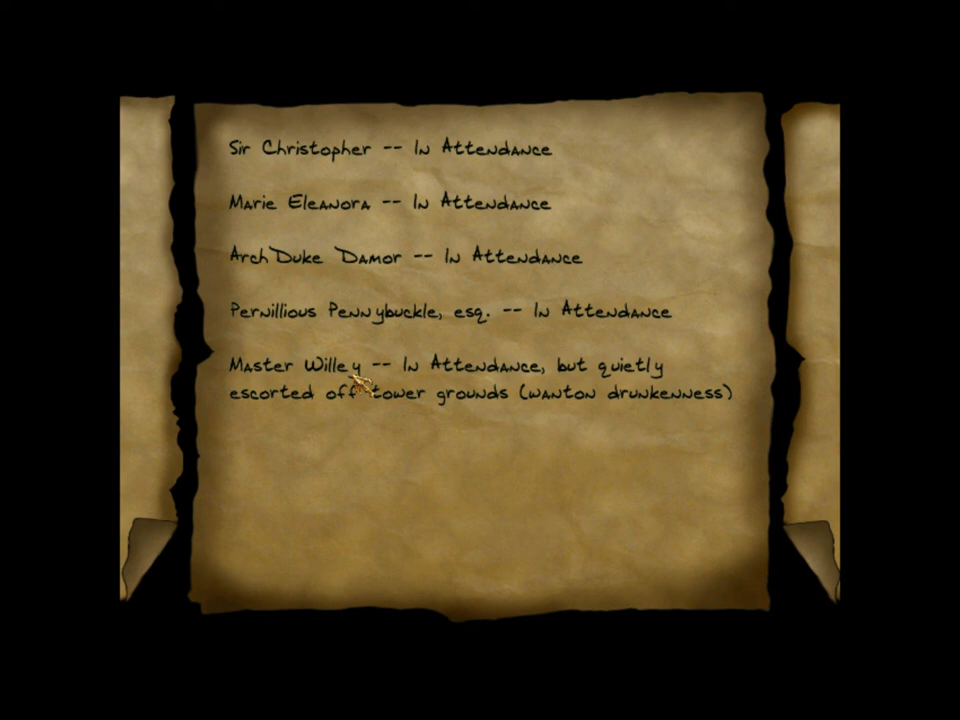 Sir Christopher -- In Attendance
Marie Eleanora -- In Attendance
ArchDuke Damor -- In Attendance
Pernillious Pennybuckle, esq. -- In Attendance
Master Willey -- In Attendance, but quietly
escorted off tower grounds (wanton drunkenness)